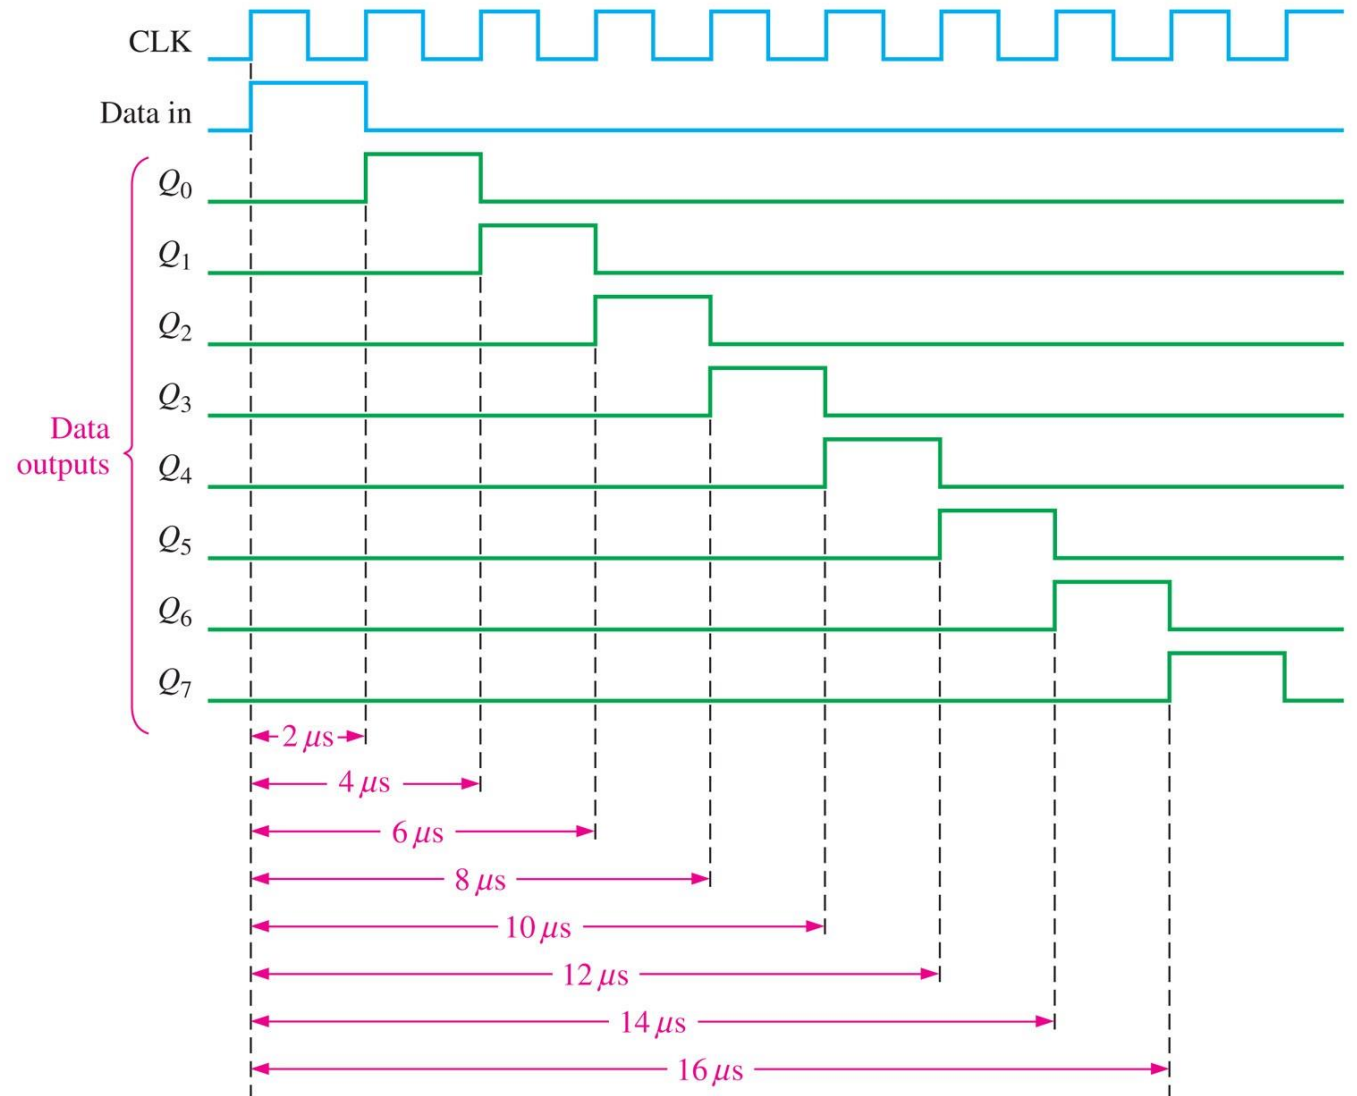 CLK
Data in
Q0
Q1
Q2
Q3
Data
outputs
Q4
Q5
Q6
Q7
2 μs
4 μs
6 μs
8 μs
10 μs
12 μs
14 μs
16 μs